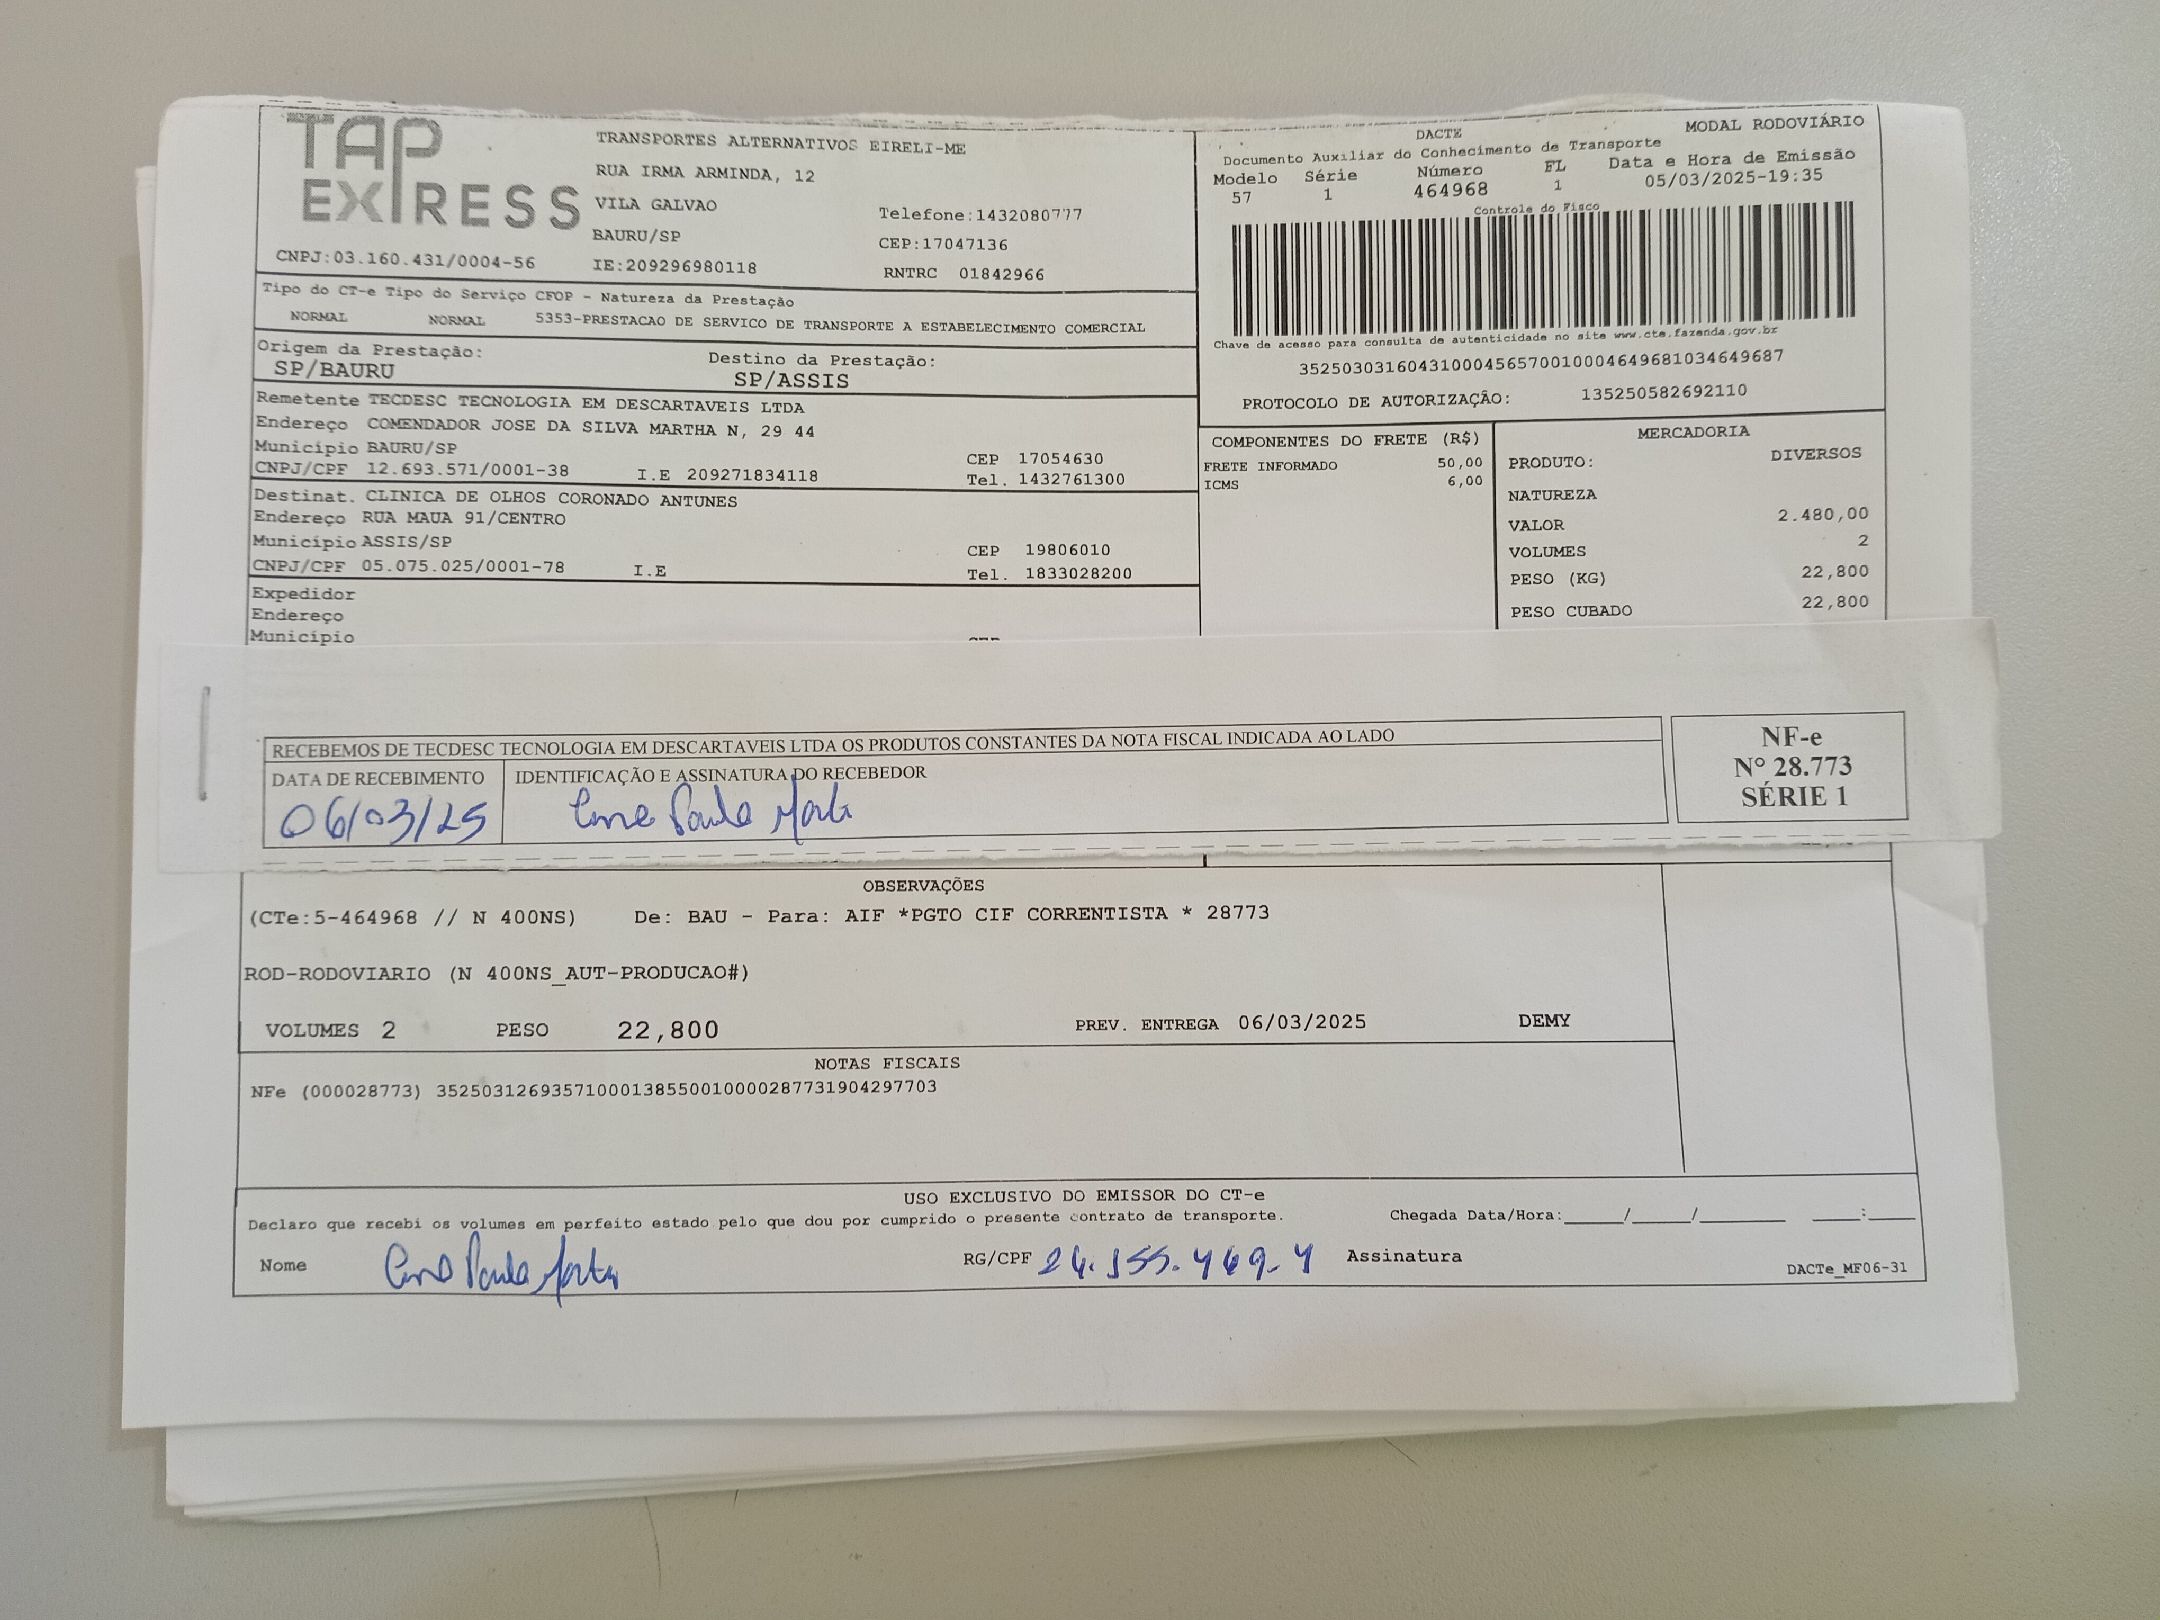 TAP EXPRESS
TRANSPORTES ALTERNATIVOS EIRELI-ME
RUA IRMA ARMINDA, 12
VILA GALVAO
Telefone:1432080777
BAURU/SP
CEP:17047136
CNPJ:03.160.431/0004-56
IE:209296980118
RNTRC 01842966
DACTE
MODAL RODOVIÁRIO
Documento Auxiliar do Conhecimento de Transporte
Modelo Série Número FL Data e Hora de Emissão
57 1 464968 1 05/03/2025-19:35
Controle do Fisco
Chave de acesso para consulta de autenticidade no site www.cte.fazenda.gov.br
35250303160431000456570010004649681034649687
PROTOCOLO DE AUTORIZAÇÃO: 135250582692110
Tipo do CT-e Tipo do Serviço CFOP - Natureza da Prestação
NORMAL NORMAL 5353-PRESTACAO DE SERVICO DE TRANSPORTE A ESTABELECIMENTO COMERCIAL
Origem da Prestação: Destino da Prestação:
SP/BAURU SP/ASSIS
Remetente TECDESC TECNOLOGIA EM DESCARTAVEIS LTDA
Endereço COMENDADOR JOSE DA SILVA MARTHA N, 29 44
Município BAURU/SP CEP 17054630
CNPJ/CPF 12.693.571/0001-38 I.E 209271834118 Tel. 1432761300
Destinat. CLINICA DE OLHOS CORONADO ANTUNES
Endereço RUA MAUA 91/CENTRO
Município ASSIS/SP CEP 19806010
CNPJ/CPF 05.075.025/0001-78 I.E Tel. 1833028200
Expedidor
Endereço
Município
COMPONENTES DO FRETE (R$)
FRETE INFORMADO 50,00
ICMS 6,00
MERCADORIA
PRODUTO: DIVERSOS
NATUREZA
VALOR 2.480,00
VOLUMES 2
PESO (KG) 22,800
PESO CUBADO 22,800
RECEBEMOS DE TECDESC TECNOLOGIA EM DESCARTAVEIS LTDA OS PRODUTOS CONSTANTES DA NOTA FISCAL INDICADA AO LADO
DATA DE RECEBIMENTO IDENTIFICAÇÃO E ASSINATURA DO RECEBEDOR
06/03/25 Paula
NF-e
N° 28.773
SÉRIE 1
OBSERVAÇÕES
(CTe:5-464968 // N 400NS) De: BAU - Para: AIF *PGTO CIF CORRENTISTA * 28773
ROD-RODOVIARIO (N 400NS_AUT-PRODUCAO#)
VOLUMES 2 PESO 22,800 PREV. ENTREGA 06/03/2025 DEMY
NOTAS FISCAIS
NFe (000028773) 35250312693571000138550010000287731904297703
USO EXCLUSIVO DO EMISSOR DO CT-e
Declaro que recebi os volumes em perfeito estado pelo que dou por cumprido o presente contrato de transporte. Chegada Data/Hora:____/____/______ ____:____
Nome Paula RG/CPF Assinatura
DACTe_MF06-31